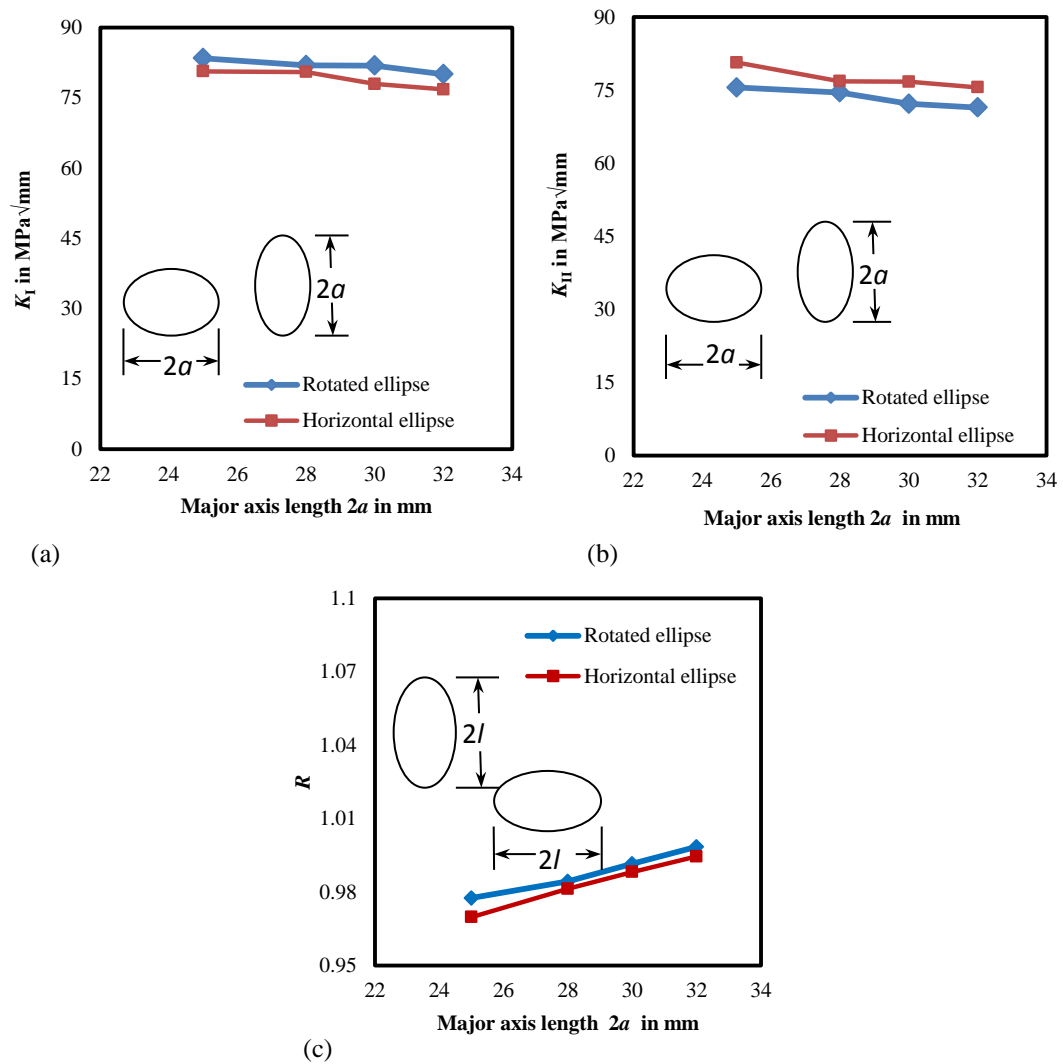 90
75
60
45
30
15
0
K_I in MPa√mm
2a
2a
Rotated ellipse
Horizontal ellipse
22 24 26 28 30 32 34
Major axis length 2a in mm
(a)
90
75
60
45
30
15
0
K_II in MPa√mm
2a
2a
Rotated ellipse
Horizontal ellipse
22 24 26 28 30 32 34
Major axis length 2a in mm
(b)
1.1
1.07
1.04
1.01
0.98
0.95
R
Rotated ellipse
Horizontal ellipse
2l
2l
22 24 26 28 30 32 34
Major axis length 2a in mm
(c)